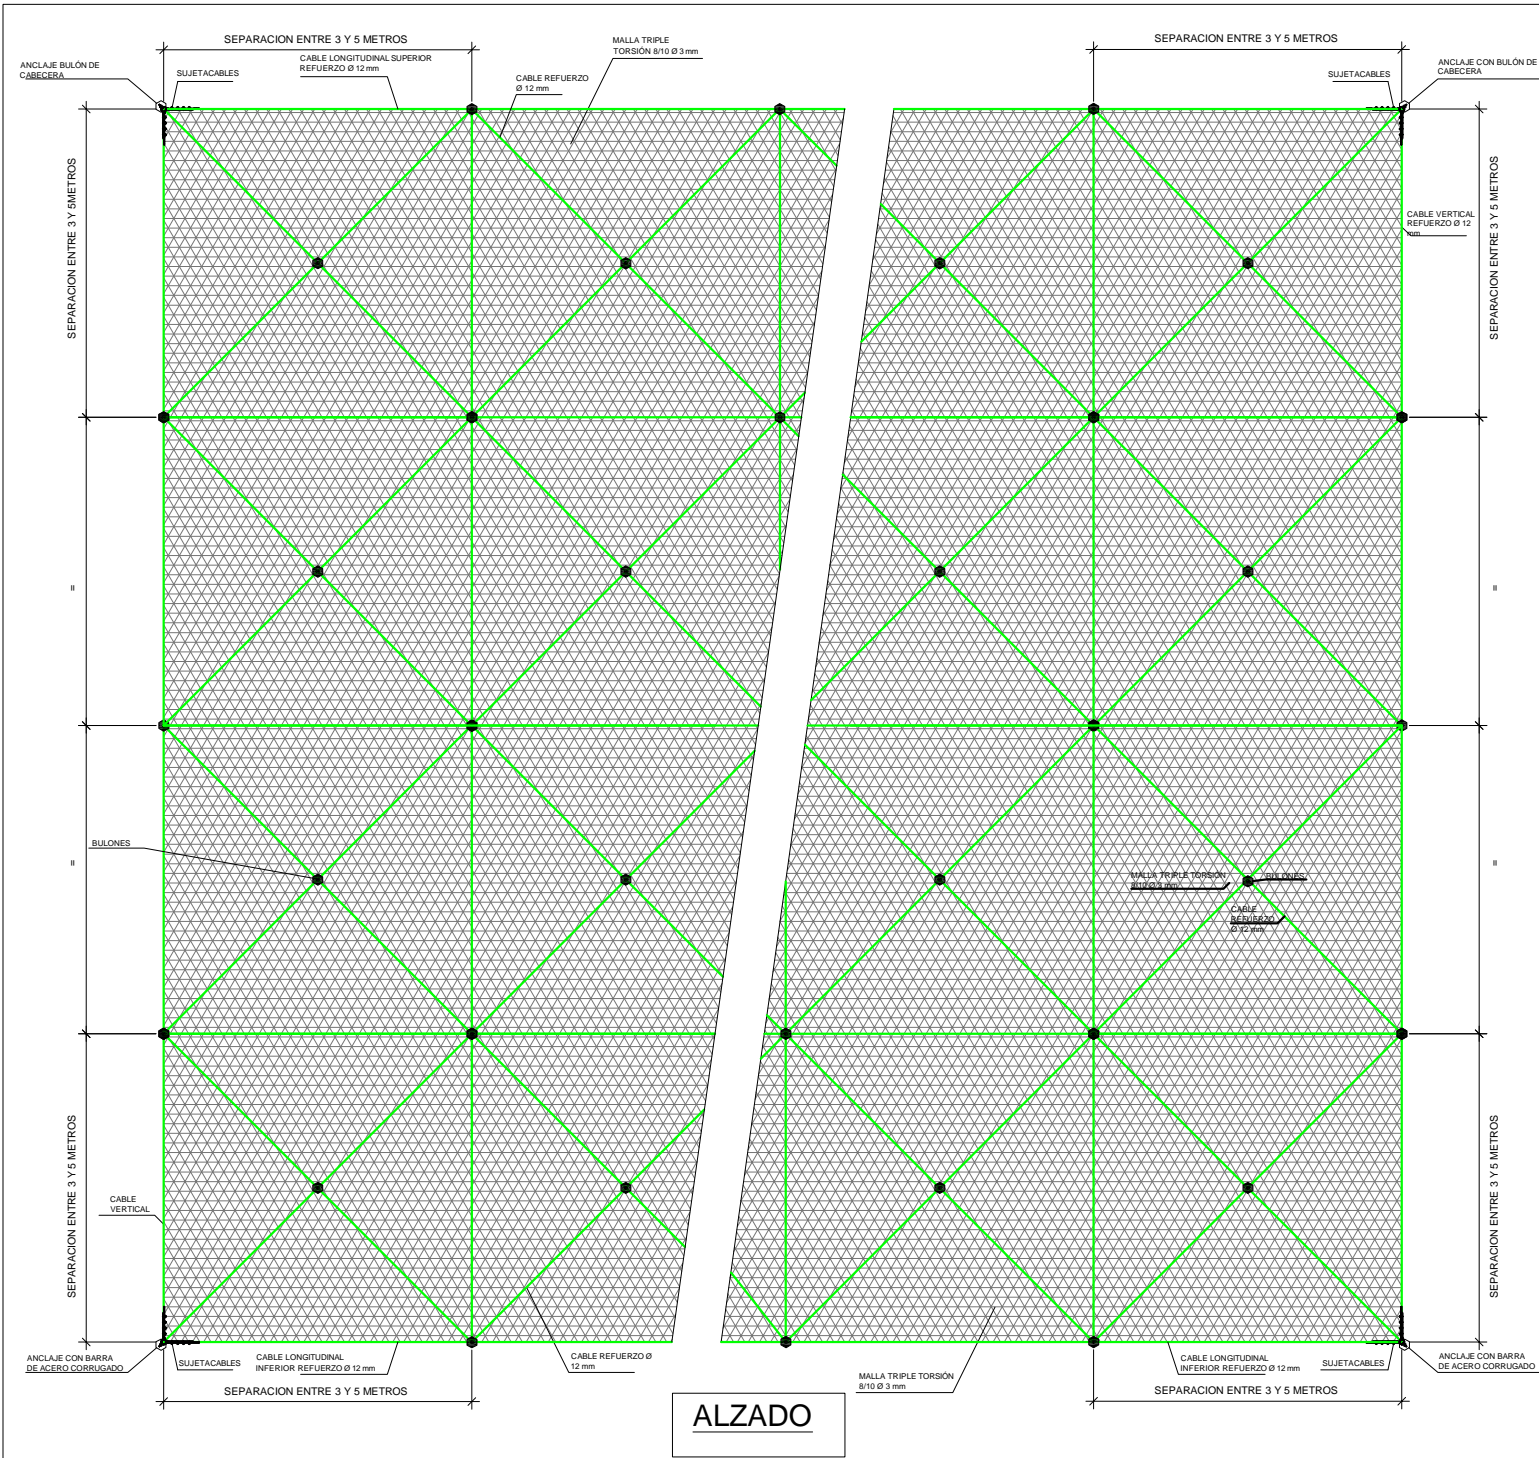 SEPARACION ENTRE 3 Y 5 METROS
MALLA TRIPLE
TORSIÓN 8/10 Ø 3 mm
SEPARACION ENTRE 3 Y 5 METROS
ANCLAJE BULÓN DE
CABECERA
SUJETACABLES
CABLE LONGITUDINAL SUPERIOR
REFUERZO Ø 12 mm
CABLE REFUERZO
Ø 12 mm
SUJETACABLES
ANCLAJE CON BULÓN DE
CABECERA
SEPARACION ENTRE 3 Y 5METROS
SEPARACION ENTRE 3 Y 5 METROS
CABLE VERTICAL
REFUERZO Ø 12
mm
=
=
BULONES
=
=
MALLA TRIPLE TORSIÓN
8/10 Ø 3 mm
BULONES
CABLE
REFUERZO
Ø 12 mm
SEPARACION ENTRE 3 Y 5 METROS
SEPARACION ENTRE 3 Y 5 METROS
CABLE
VERTICAL
ANCLAJE CON BARRA
DE ACERO CORRUGADO
SUJETACABLES
CABLE LONGITUDINAL
INFERIOR REFUERZO Ø 12 mm
CABLE REFUERZO Ø
12 mm
MALLA TRIPLE TORSIÓN
8/10 Ø 3 mm
CABLE LONGITUDINAL
INFERIOR REFUERZO Ø 12 mm
SUJETACABLES
ANCLAJE CON BARRA
DE ACERO CORRUGADO
SEPARACION ENTRE 3 Y 5 METROS
SEPARACION ENTRE 3 Y 5 METROS
ALZADO